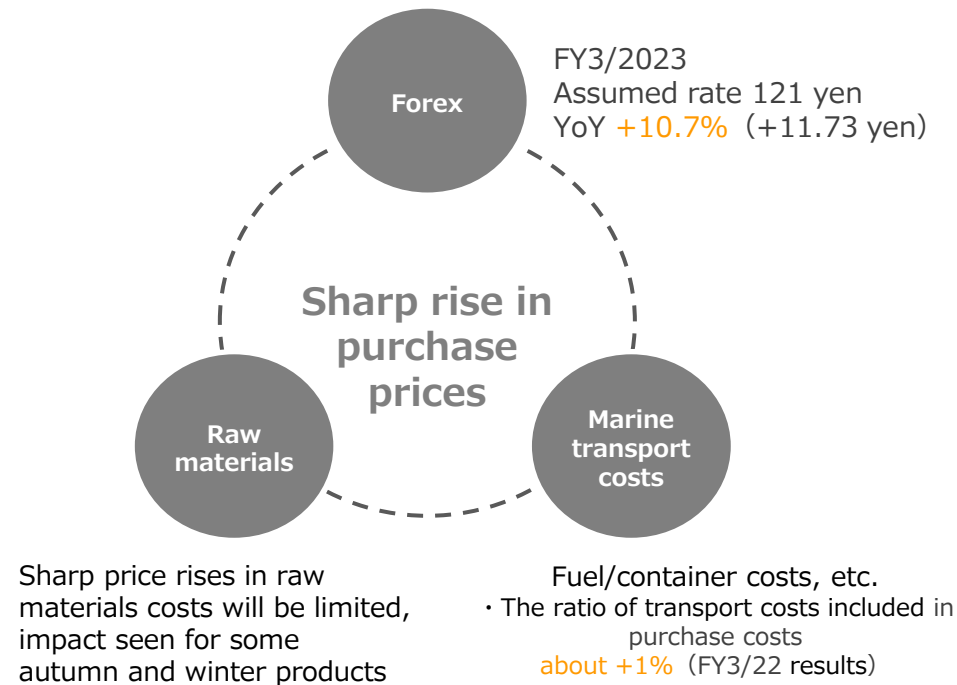 Forex
FY3/2023
Assumed rate 121 yen
YoY +10.7%（+11.73 yen）
Sharp rise in
purchase
prices
Raw
materials
Marine
transport
costs
Sharp price rises in raw
materials costs will be limited,
impact seen for some
autumn and winter products
Fuel/container costs, etc.
・The ratio of transport costs included in
purchase costs
about +1%（FY3/22 results）